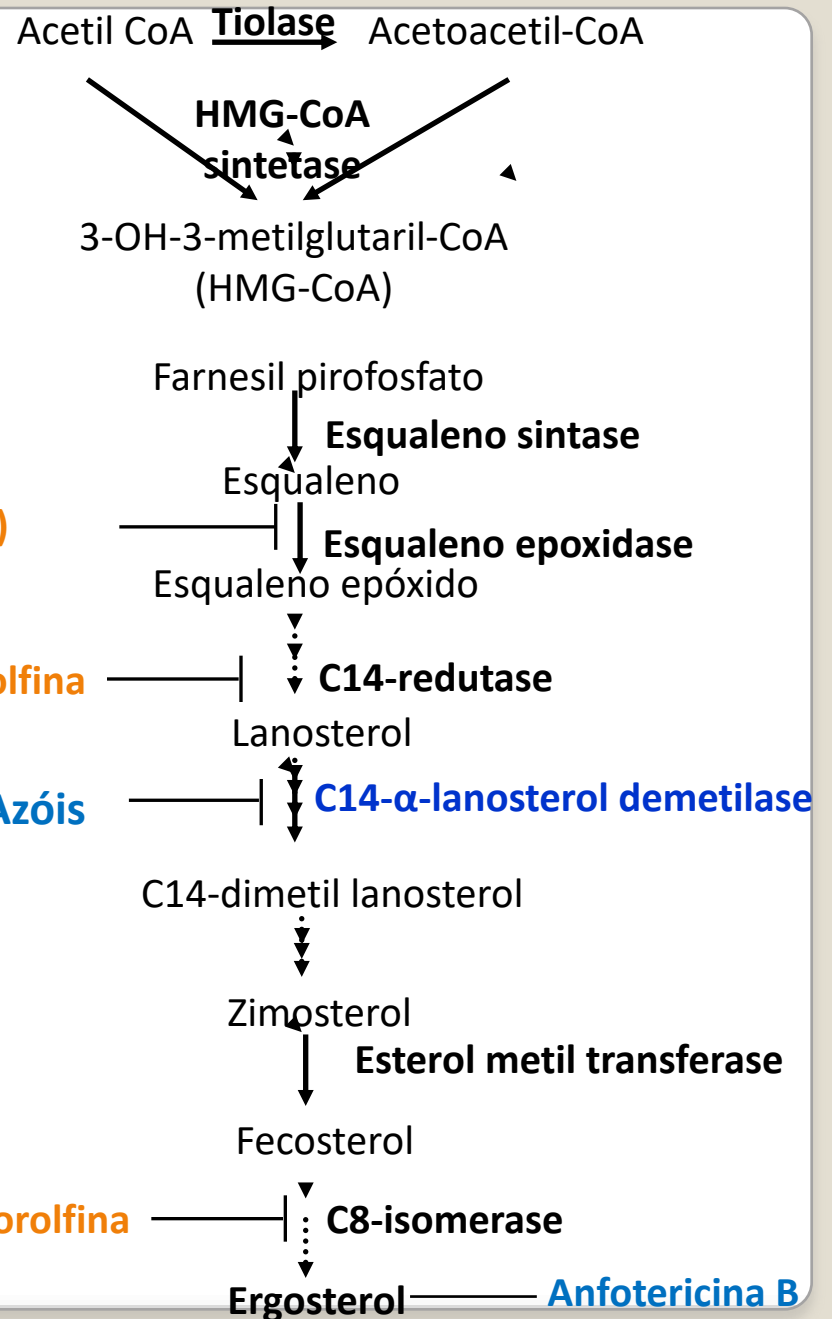 Acetil CoA Tiolase Acetoacetil-CoA
HMG-CoA
sintetase
3-OH-3-metilglutaril-CoA
(HMG-CoA)
Farnesil pirofosfato
Esqualeno sintase
Esqualeno
)
Esqualeno epoxidase
Esqualeno epóxido
olfina C14-redutase
Lanosterol
Azóis C14-α-lanosterol demetilase
C14-dimetil lanosterol
Zimosterol
Esterol metil transferase
Fecosterol
orolfina C8-isomerase
Ergosterol Anfotericina B